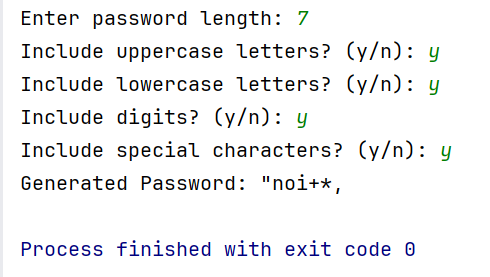 Enter password length: 7
Include uppercase letters? (y/n): y
Include lowercase letters? (y/n): y
Include digits? (y/n): y
Include special characters? (y/n): y
Generated Password: "noi+*,
Process finished with exit code 0